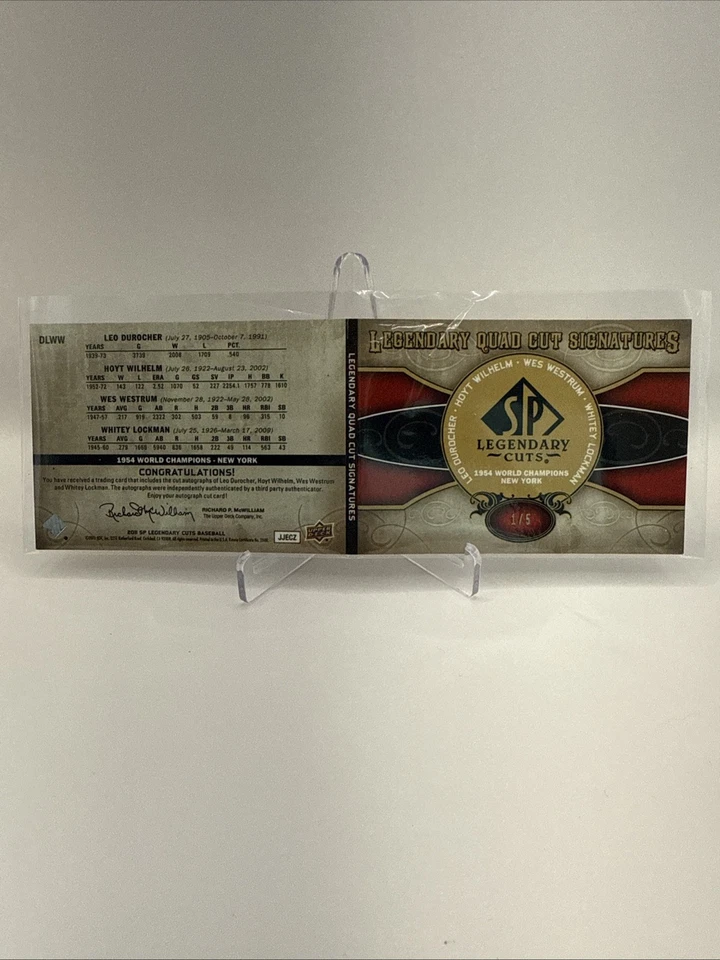 DLWW
LEO DUROCHER (July 27, 1905-October 7, 1991)
YEARS G W L PCT.
1939-73 3739 2008 1709 .540
HOYT WILHELM (July 26, 1922-August 23, 2002)
YEARS W L ERA G GS SV IP H BB K
1952-72 143 122 2.52 1070 52 227 2254.1 1757 778 1610
WES WESTRUM (November 28, 1922-May 28, 2002)
YEARS AVG G AB R H 2B 3B HR RBI SB
1947-57 .217 919 2322 302 503 59 8 96 315 10
WHITEY LOCKMAN (July 25, 1926-March 17, 2009)
YEARS AVG G AB R H 2B 3B HR RBI SB
1945-60 .279 1666 5940 836 1658 222 49 114 563 43
1954 WORLD CHAMPIONS - NEW YORK
CONGRATULATIONS!
You have received a trading card that includes the cut autographs of Leo Durocher, Hoyt Wilhelm, Wes Westrum
and Whitey Lockman. The autographs were independently authenticated by a third party authenticator.
Enjoy your autograph cut card!
Richard P. McWilliam
RICHARD P. McWILLIAM
The Upper Deck Company, Inc.
SP LEGENDARY CUTS BASEBALL
JJECZ
UPPER DECK
LEGENDARY QUAD CUT SIGNATURES
LEGENDARY QUAD CUT SIGNATURES
LEO DUROCHER · HOYT WILHELM · WES WESTRUM · WHITEY LOCKMAN
SP
LEGENDARY
CUTS
1954 WORLD CHAMPIONS
NEW YORK
1/5